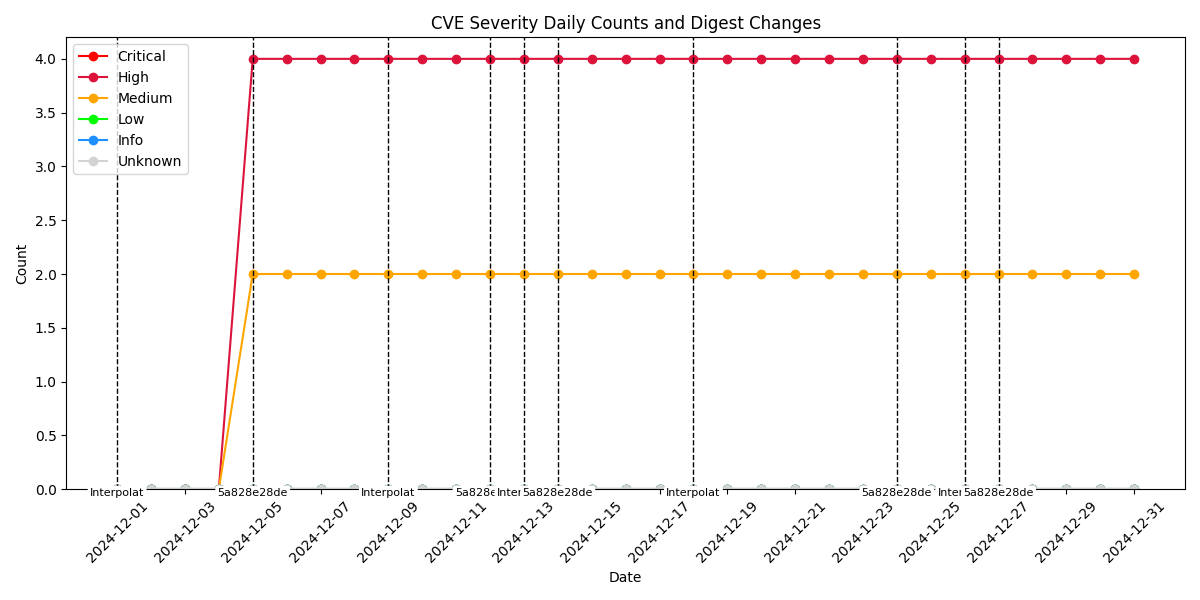 CVE Severity Daily Counts and Digest Changes
Critical
High
Medium
Low
Info
Unknown
Count
4.0
3.5
3.0
2.5
2.0
1.5
1.0
0.5
0.0
Interpolat
5a828e28de
Interpolat
5a828e
Inter
5a828e28de
Interpolat
5a828e28de
Inter
5a828e28de
2024-12-01
2024-12-03
2024-12-05
2024-12-07
2024-12-09
2024-12-11
2024-12-13
2024-12-15
2024-12-17
2024-12-19
2024-12-21
2024-12-23
2024-12-25
2024-12-27
2024-12-29
2024-12-31
Date